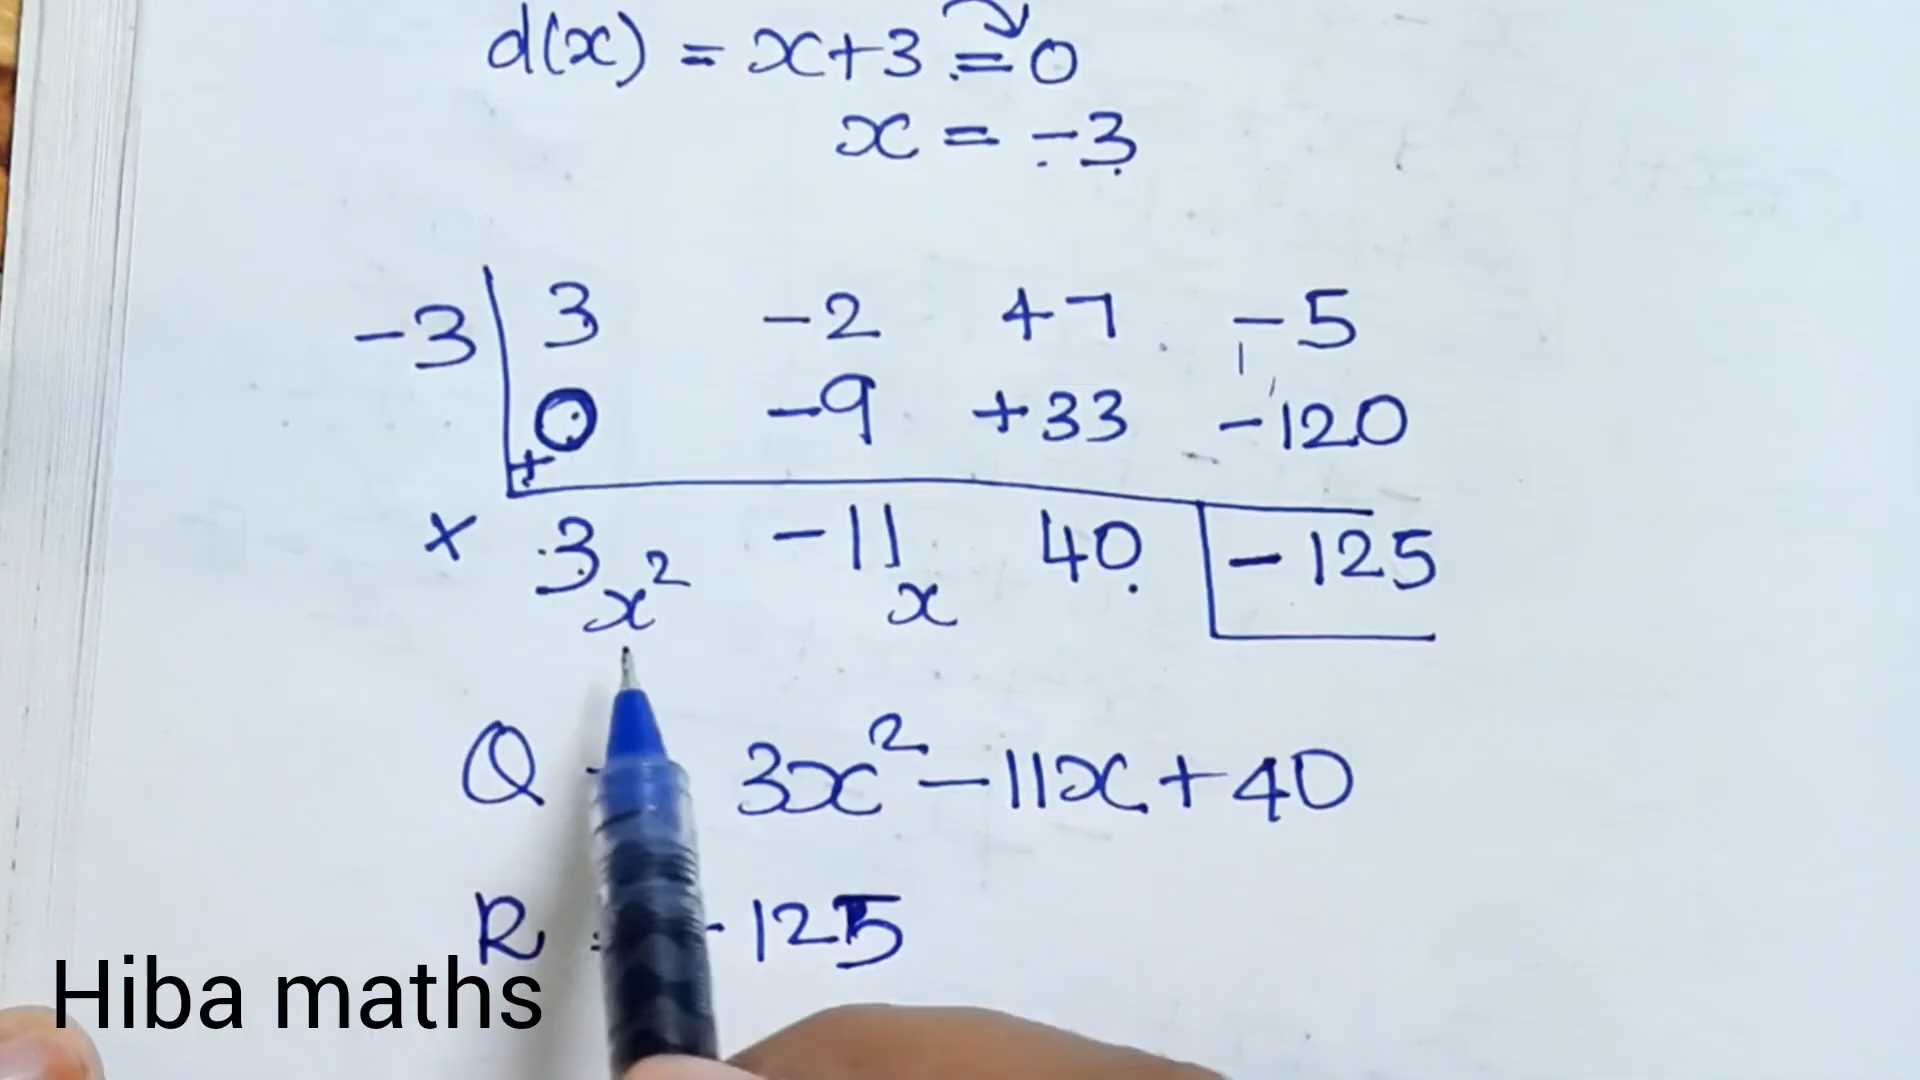 d(x) = x+3 = 0
x = -3
-3 3 -2 +7 -5
0 -9 +33 -120
+
x 3x² -11x 40 -125
Q 3x² - 11x + 40
R = -125
Hiba maths